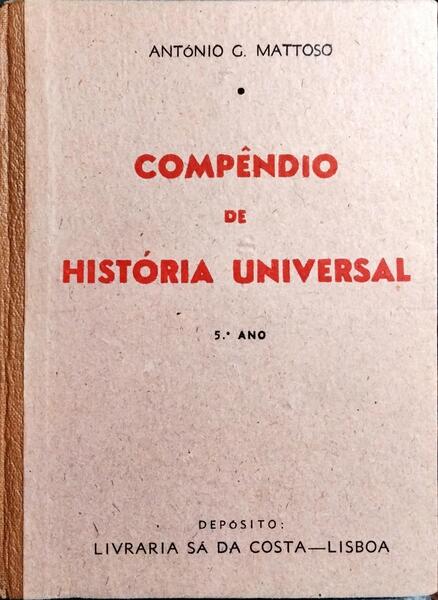 ANTÓNIO G. MATTOSO
•
COMPÊNDIO
DE
HISTÓRIA UNIVERSAL
5.º ANO
DEPÓSITO:
LIVRARIA SÁ DA COSTA—LISBOA